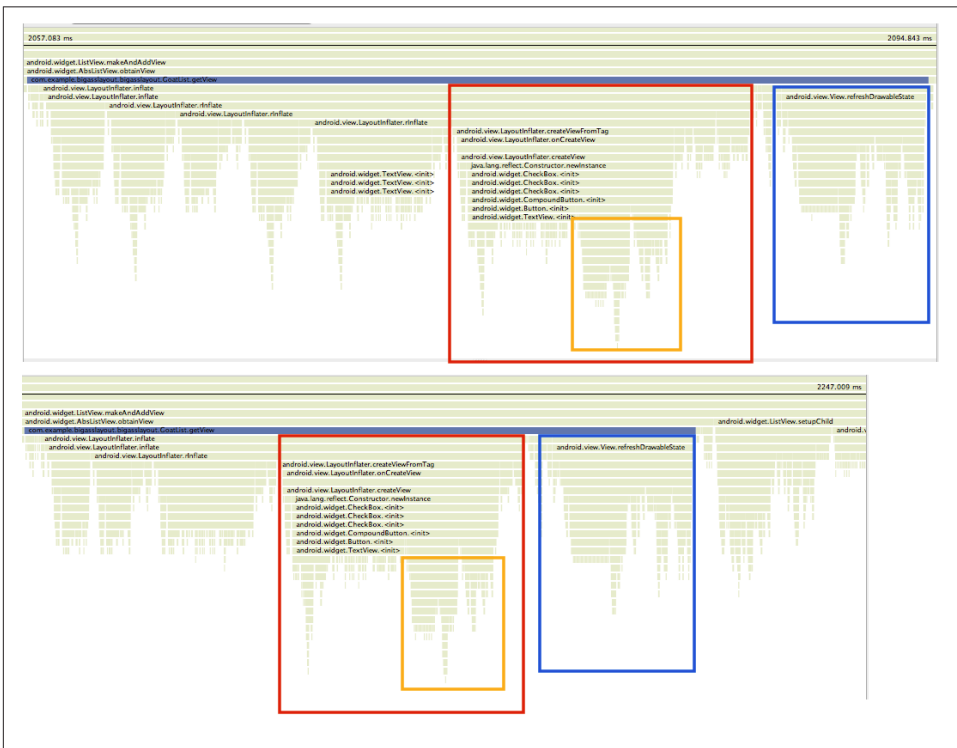 2057.083 ms 2094.843 ms
android.widget.ListView.makeAndAddView
android.widget.AbsListView.obtainView
com.example.bigasslayout.bigasslayout.GoatList.getView
android.view.LayoutInflater.inflate
android.view.LayoutInflater.inflate android.view.View.refreshDrawableState
android.view.LayoutInflater.rInflate
android.view.LayoutInflater.rInflate
android.view.LayoutInflater.rInflate
android.view.LayoutInflater.createViewFromTag
android.view.LayoutInflater.onCreateView
android.view.LayoutInflater.createView
java.lang.reflect.Constructor.newInstance
android.widget.TextView.<init> android.widget.CheckBox.<init>
android.widget.TextView.<init> android.widget.CheckBox.<init>
android.widget.TextView.<init> android.widget.CheckBox.<init>
android.widget.CompoundButton.<init>
android.widget.Button.<init>
android.widget.TextView.<init>
2247.009 ms
android.widget.ListView.makeAndAddView
android.widget.AbsListView.obtainView android.widget.ListView.setupChild
com.example.bigasslayout.bigasslayout.GoatList.getView android.v
android.view.LayoutInflater.inflate
android.view.LayoutInflater.inflate android.view.View.refreshDrawableState
android.view.LayoutInflater.rInflate
android.view.LayoutInflater.createViewFromTag
android.view.LayoutInflater.onCreateView
android.view.LayoutInflater.createView
java.lang.reflect.Constructor.newInstance
android.widget.CheckBox.<init>
android.widget.CheckBox.<init>
android.widget.CompoundButton.<init>
android.widget.Button.<init>
android.widget.TextView.<init>